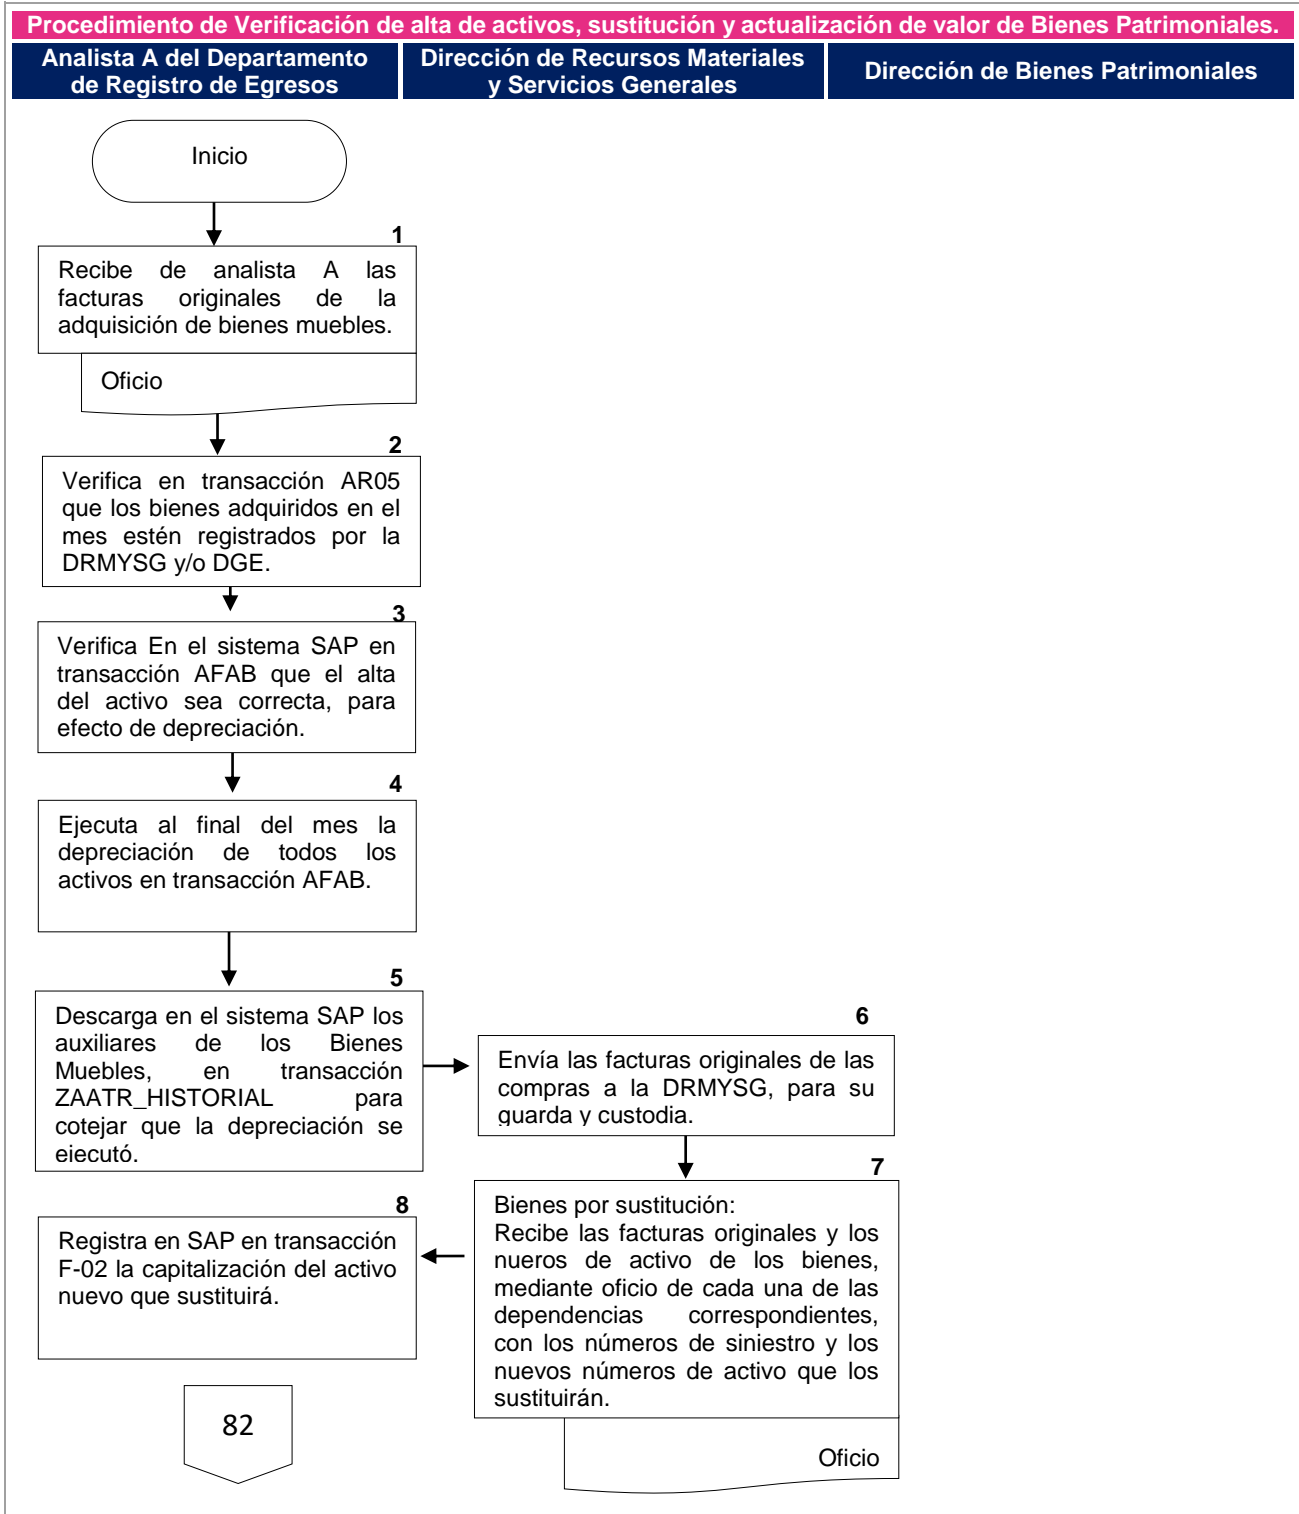 Procedimiento de Verificación de alta de activos, sustitución y actualización de valor de Bienes Patrimoniales.
Analista A del Departamento
de Registro de Egresos
Dirección de Recursos Materiales
y Servicios Generales
Dirección de Bienes Patrimoniales
Inicio
1
Recibe de analista A las
facturas originales de la
adquisición de bienes muebles.
Oficio
2
Verifica en transacción AR05
que los bienes adquiridos en el
mes estén registrados por la
DRMYSG y/o DGE.
3
Verifica En el sistema SAP en
transacción AFAB que el alta
del activo sea correcta, para
efecto de depreciación.
4
Ejecuta al final del mes la
depreciación de todos los
activos en transacción AFAB.
5
Descarga en el sistema SAP los
auxiliares de los Bienes
Muebles, en transacción
ZAATR_HISTORIAL para
cotejar que la depreciación se
ejecutó.
6
Envía las facturas originales de las
compras a la DRMYSG, para su
guarda y custodia.
7
Bienes por sustitución:
Recibe las facturas originales y los
nueros de activo de los bienes,
mediante oficio de cada una de las
dependencias correspondientes,
con los números de siniestro y los
nuevos números de activo que los
sustituirán.
Oficio
8
Registra en SAP en transacción
F-02 la capitalización del activo
nuevo que sustituirá.
82